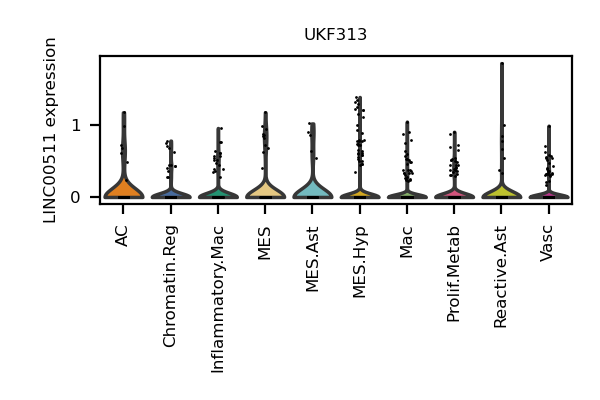 UKF313
LINC00511 expression
1
0
AC
Chromatin.Reg
Inflammatory.Mac
MES
MES.Ast
MES.Hyp
Mac
Prolif.Metab
Reactive.Ast
Vasc